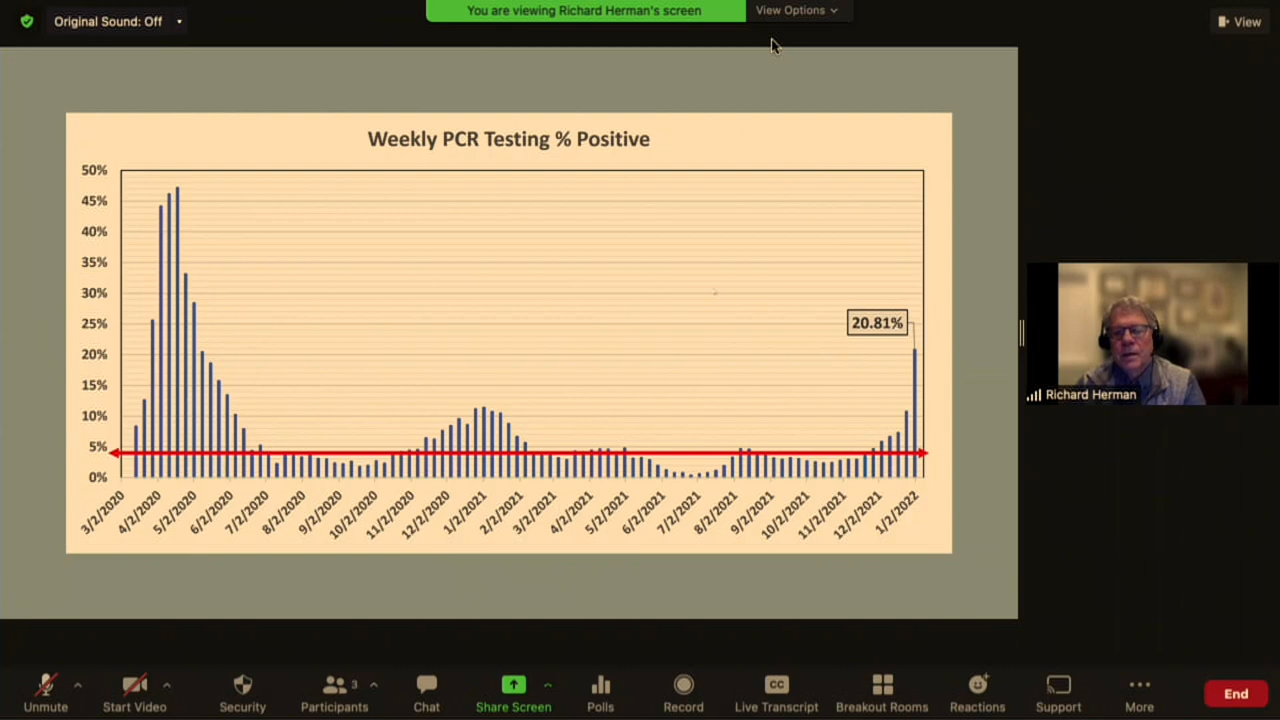 Original Sound: Off
You are viewing Richard Herman's screen
View Options
View
Weekly PCR Testing % Positive
50%
45%
40%
35%
30%
25%
20%
15%
10%
5%
0%
20.81%
3/2/2020
4/2/2020
5/2/2020
6/2/2020
7/2/2020
8/2/2020
9/2/2020
10/2/2020
11/2/2020
12/2/2020
1/2/2021
2/2/2021
3/2/2021
4/2/2021
5/2/2021
6/2/2021
7/2/2021
8/2/2021
9/2/2021
10/2/2021
11/2/2021
12/2/2021
1/2/2022
Richard Herman
Unmute
Start Video
Security
3
Participants
Chat
Share Screen
Polls
Record
CC
Live Transcript
Breakout Rooms
Reactions
Support
More
End